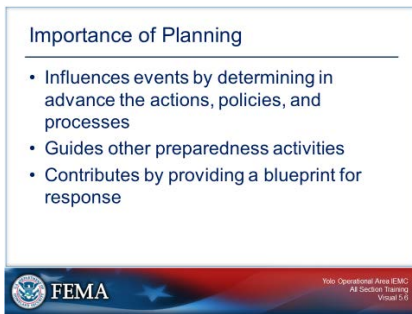 Importance of Planning
• Influences events by determining in
advance the actions, policies, and
processes
• Guides other preparedness activities
• Contributes by providing a blueprint for
response
FEMA
Yolo Operational Area IEMC
All Section Training
Visual 5.6